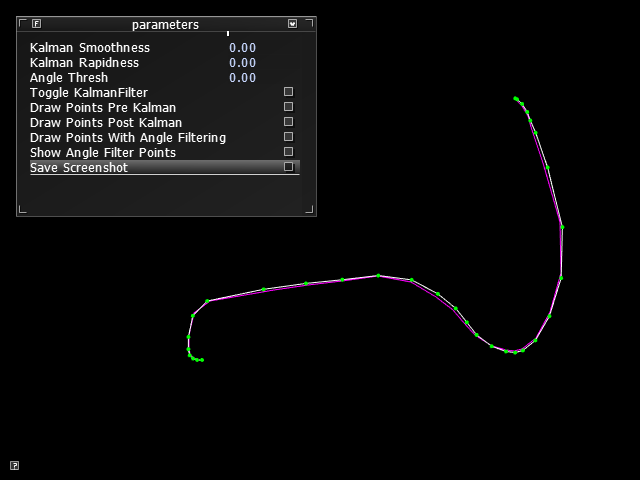 F parameters
Kalman Smoothness 0.00
Kalman Rapidness 0.00
Angle Thresh 0.00
Toggle KalmanFilter
Draw Points Pre Kalman
Draw Points Post Kalman
Draw Points With Angle Filtering
Show Angle Filter Points
Save Screenshot
?